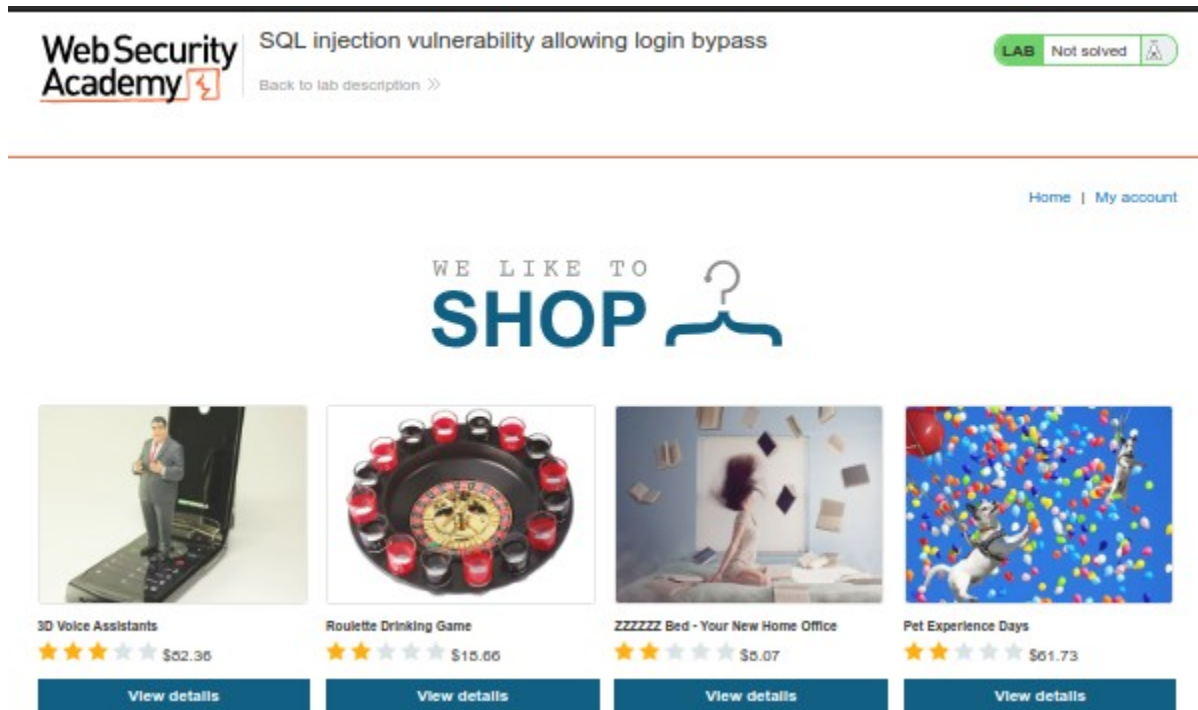 Web Security
Academy
SQL injection vulnerability allowing login bypass
Back to lab description >>
LAB Not solved
Home | My account
WE LIKE TO
SHOP
3D Voice Assistants
Roulette Drinking Game
ZZZZZZ Bed - Your New Home Office
Pet Experience Days
$82.36
$15.66
$8.07
$61.73
View details
View details
View details
View details